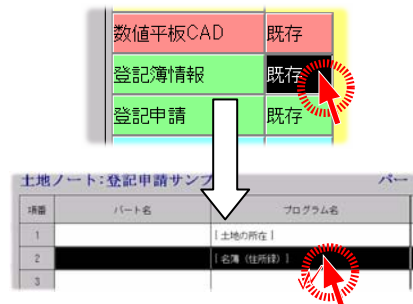 数値平板CAD 既存
登記簿情報 既存
登記申請 既存
土地ノート:登記申請サンプ パー
項番 パート名 プログラム名
1 [土地の所在]
2 [名簿(住所録)]
3